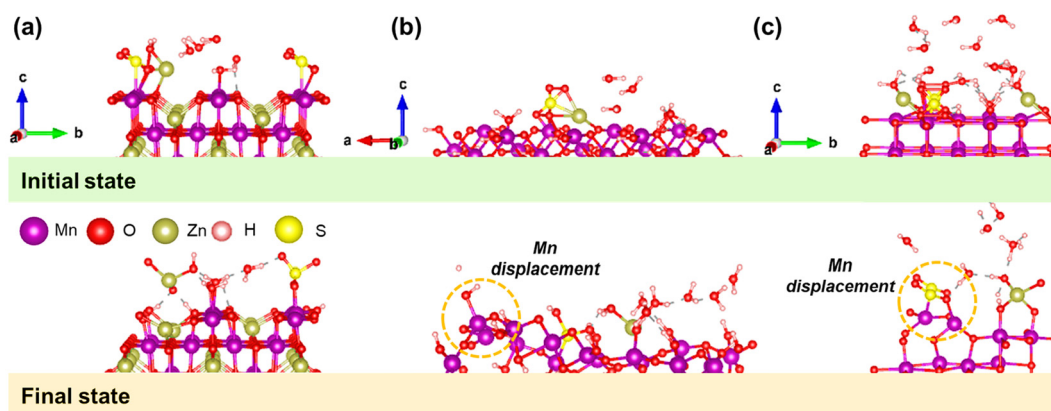 (a)
(b)
(c)
c
a
b
c
a
b
c
a
b
Initial state
Mn
O
Zn
H
S
Mn
displacement
Mn
displacement
Final state